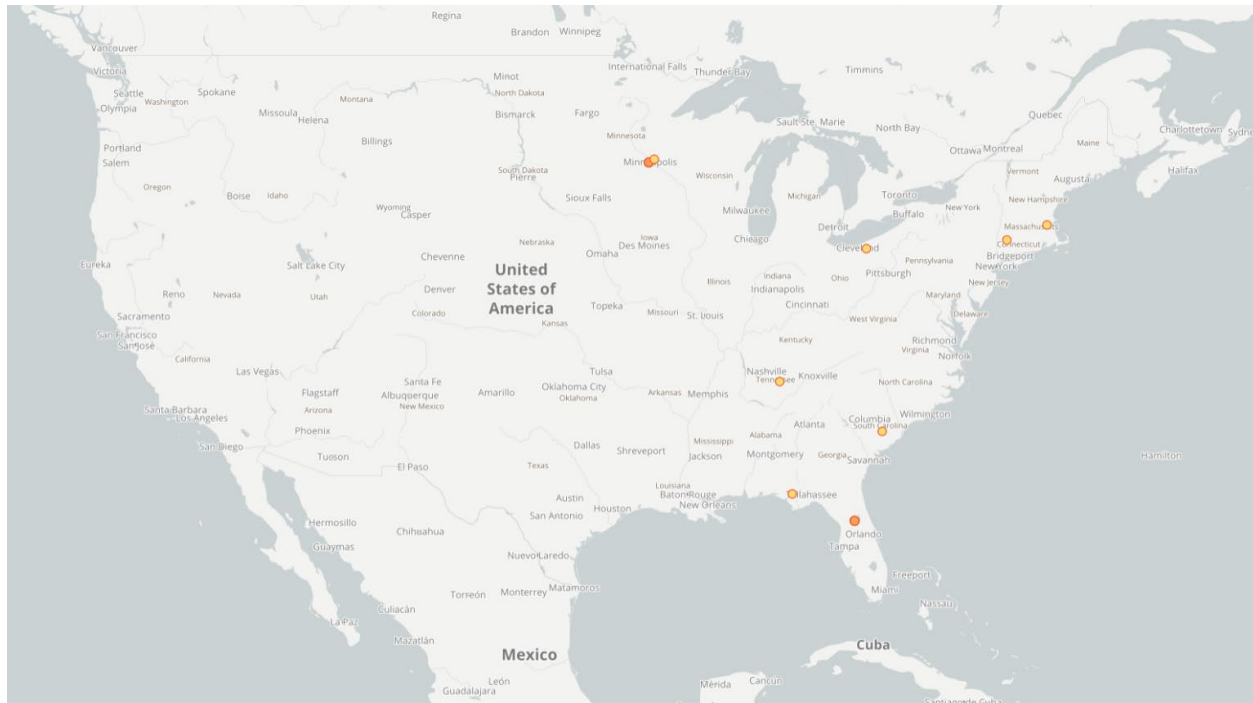 Regina
Brandon
Winnipeg
Vancouver
International Falls
Thunder Bay
Timmins
Victoria
Minot
Seattle
Spokane
North Dakota
Washington
Montana
Quebec
Olympia
Missoula
Helena
Bismarck
Fargo
Sault Ste. Marie
North Bay
Charlottetown
Minnesota
Billings
Maine
Portland
Ottawa
Montreal
Salem
South Dakota
Pierre
Wisconsin
Vermont
Augusta
Halifax
Oregon
Boise
Idaho
Sioux Falls
Michigan
Toronto
New Hampshire
Wyoming
Casper
Milwaukee
Buffalo
New York
Detroit
Iowa
Chicago
Nebraska
Des Moines
Connecticut
Omaha
Bridgeport
Cheyenne
Pennsylvania
New York
Eureka
Salt Lake City
United
States of
America
Indiana
Ohio
Pittsburgh
Illinois
Indianapolis
New Jersey
Denver
Reno
Nevada
Utah
Maryland
Topeka
Cincinnati
Colorado
Missouri
St. Louis
Delaware
Sacramento
Kansas
West Virginia
San Francisco
San José
Kentucky
Richmond
Virginia
Norfolk
California
Las Vegas
Tulsa
Nashville
Knoxville
Santa Fe
Oklahoma City
North Carolina
Flagstaff
Albuquerque
Amarillo
Arkansas
Memphis
Oklahoma
New Mexico
Arizona
Santa Barbara
Los Angeles
Columbia
Wilmington
Atlanta
South Carolina
Phoenix
Alabama
San Diego
Dallas
Mississippi
Shreveport
Jackson
Montgomery
Georgia
Savannah
Hamilton
Tucson
El Paso
Texas
Louisiana
Baton Rouge
Austin
New Orleans
Houston
San Antonio
Hermosillo
Chihuahua
Orlando
Tampa
Guaymas
Nuevo Laredo
Freeport
Matamoros
Miami
Monterrey
Torreón
Nassau
Culiacán
La Paz
Mazatlán
Cuba
Mexico
León
Mérida
Cancun
Guadalajara
Santiago de Cuba